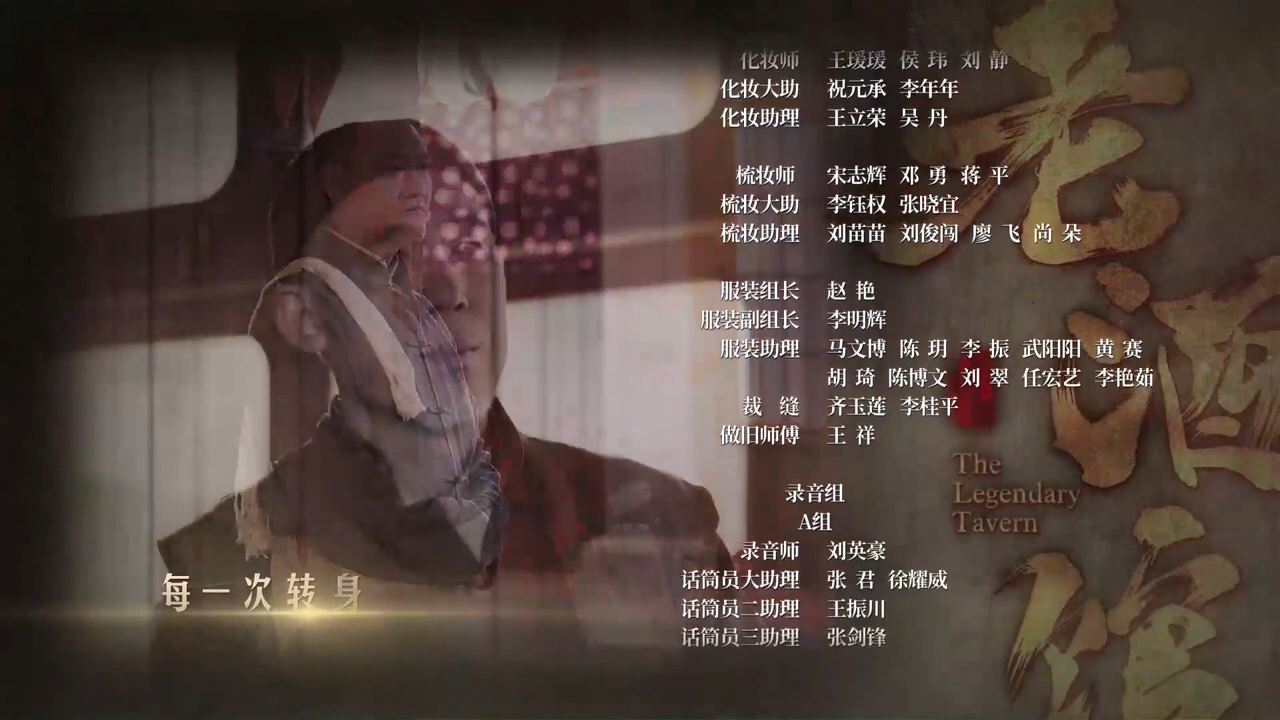 化妆师 王瑗瑗 侯 玮 刘 静
化妆大助 祝元承 李年年
化妆助理 王立荣 吴 丹
梳妆师 宋志辉 邓 勇 蒋 平
梳妆大助 李钰权 张晓宜
梳妆助理 刘苗苗 刘俊闯 廖 飞 尚 朵
服装组长 赵 艳
服装副组长 李明辉
服装助理 马文博 陈 玥 李 振 武阳阳 黄 赛
胡 琦 陈博文 刘 翠 任宏艺 李艳茹
裁 缝 齐玉莲 李桂平
做旧师傅 王 祥
录音组
A组
录音师 刘英豪
话筒员大助理 张 君 徐耀威
话筒员二助理 王振川
话筒员三助理 张剑锋
每一次转身
老酒馆
The
Legendary
Tavern